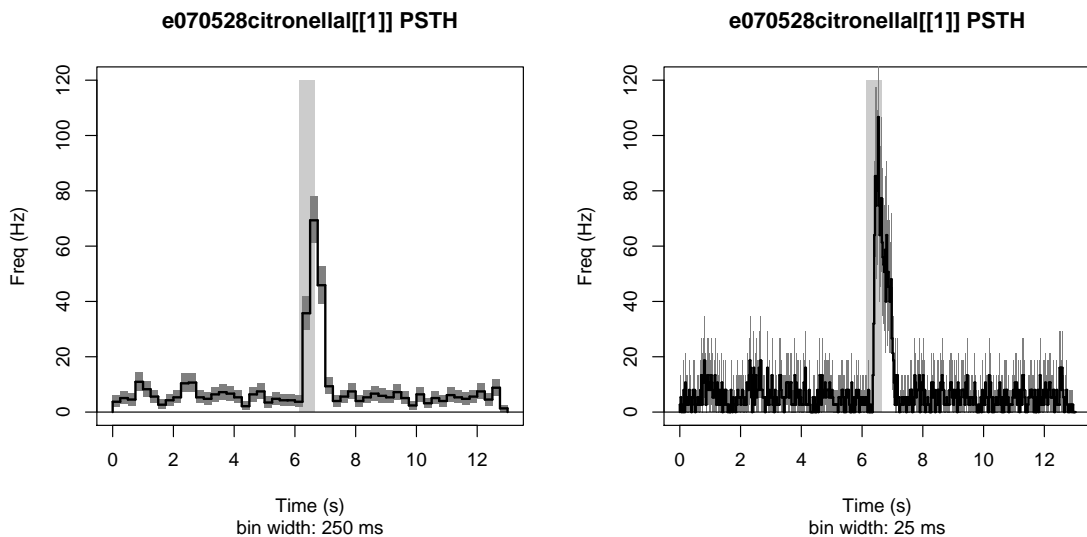 e070528citronellal[[1]] PSTH
Freq (Hz)
0
20
40
60
80
100
120
0 2 4 6 8 10 12
Time (s)
bin width: 250 ms
e070528citronellal[[1]] PSTH
Freq (Hz)
0
20
40
60
80
100
120
0 2 4 6 8 10 12
Time (s)
bin width: 25 ms